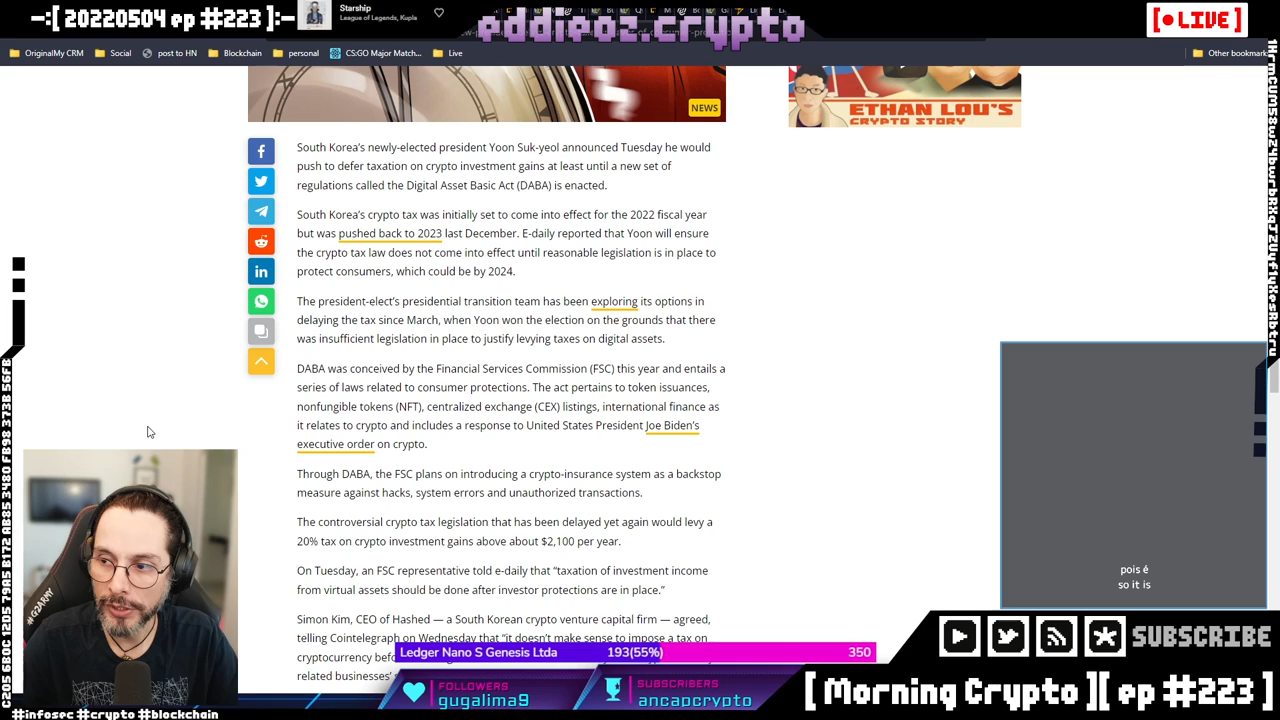 -:[ 20220504 ep #223 ]:-
Starship
League of Legends, Kupla
eddieoz.crypto
[ ● LIVE ]
OriginalMy CRM
Social
post to HN
Blockchain
personal
CS:GO Major Match...
Live
Other bookmark
NEWS
ETHAN LOU'S
CRYPTO STORY
South Korea's newly-elected president Yoon Suk-yeol announced Tuesday he would
push to defer taxation on crypto investment gains at least until a new set of
regulations called the Digital Asset Basic Act (DABA) is enacted.
South Korea's crypto tax was initially set to come into effect for the 2022 fiscal year
but was pushed back to 2023 last December. E-daily reported that Yoon will ensure
the crypto tax law does not come into effect until reasonable legislation is in place to
protect consumers, which could be by 2024.
The president-elect's presidential transition team has been exploring its options in
delaying the tax since March, when Yoon won the election on the grounds that there
was insufficient legislation in place to justify levying taxes on digital assets.
DABA was conceived by the Financial Services Commission (FSC) this year and entails a
series of laws related to consumer protections. The act pertains to token issuances,
nonfungible tokens (NFT), centralized exchange (CEX) listings, international finance as
it relates to crypto and includes a response to United States President Joe Biden's
executive order on crypto.
Through DABA, the FSC plans on introducing a crypto-insurance system as a backstop
measure against hacks, system errors and unauthorized transactions.
The controversial crypto tax legislation that has been delayed yet again would levy a
20% tax on crypto investment gains above about $2,100 per year.
On Tuesday, an FSC representative told e-daily that "taxation of investment income
from virtual assets should be done after investor protections are in place."
Simon Kim, CEO of Hashed — a South Korean crypto venture capital firm — agreed,
telling Cointelegraph on Wednesday that "it doesn't make sense to impose a tax on
cryptocurrency befo
related businesses'
pois é
so it is
#G2ARMY
Ledger Nano S Genesis Ltda 193(55%) 350
FOLLOWERS
gugalima9
SUBSCRIBERS
ancapcrypto
SUBSCRIBE
[ Morning Crypto ][ ep #223 ]
#infosec #crypto #blockchain